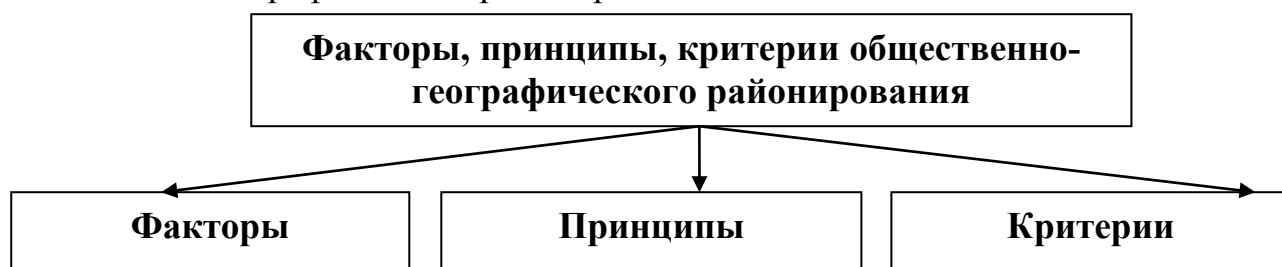 Факторы, принципы, критерии общественно-
географического районирования
Факторы Принципы Критерии